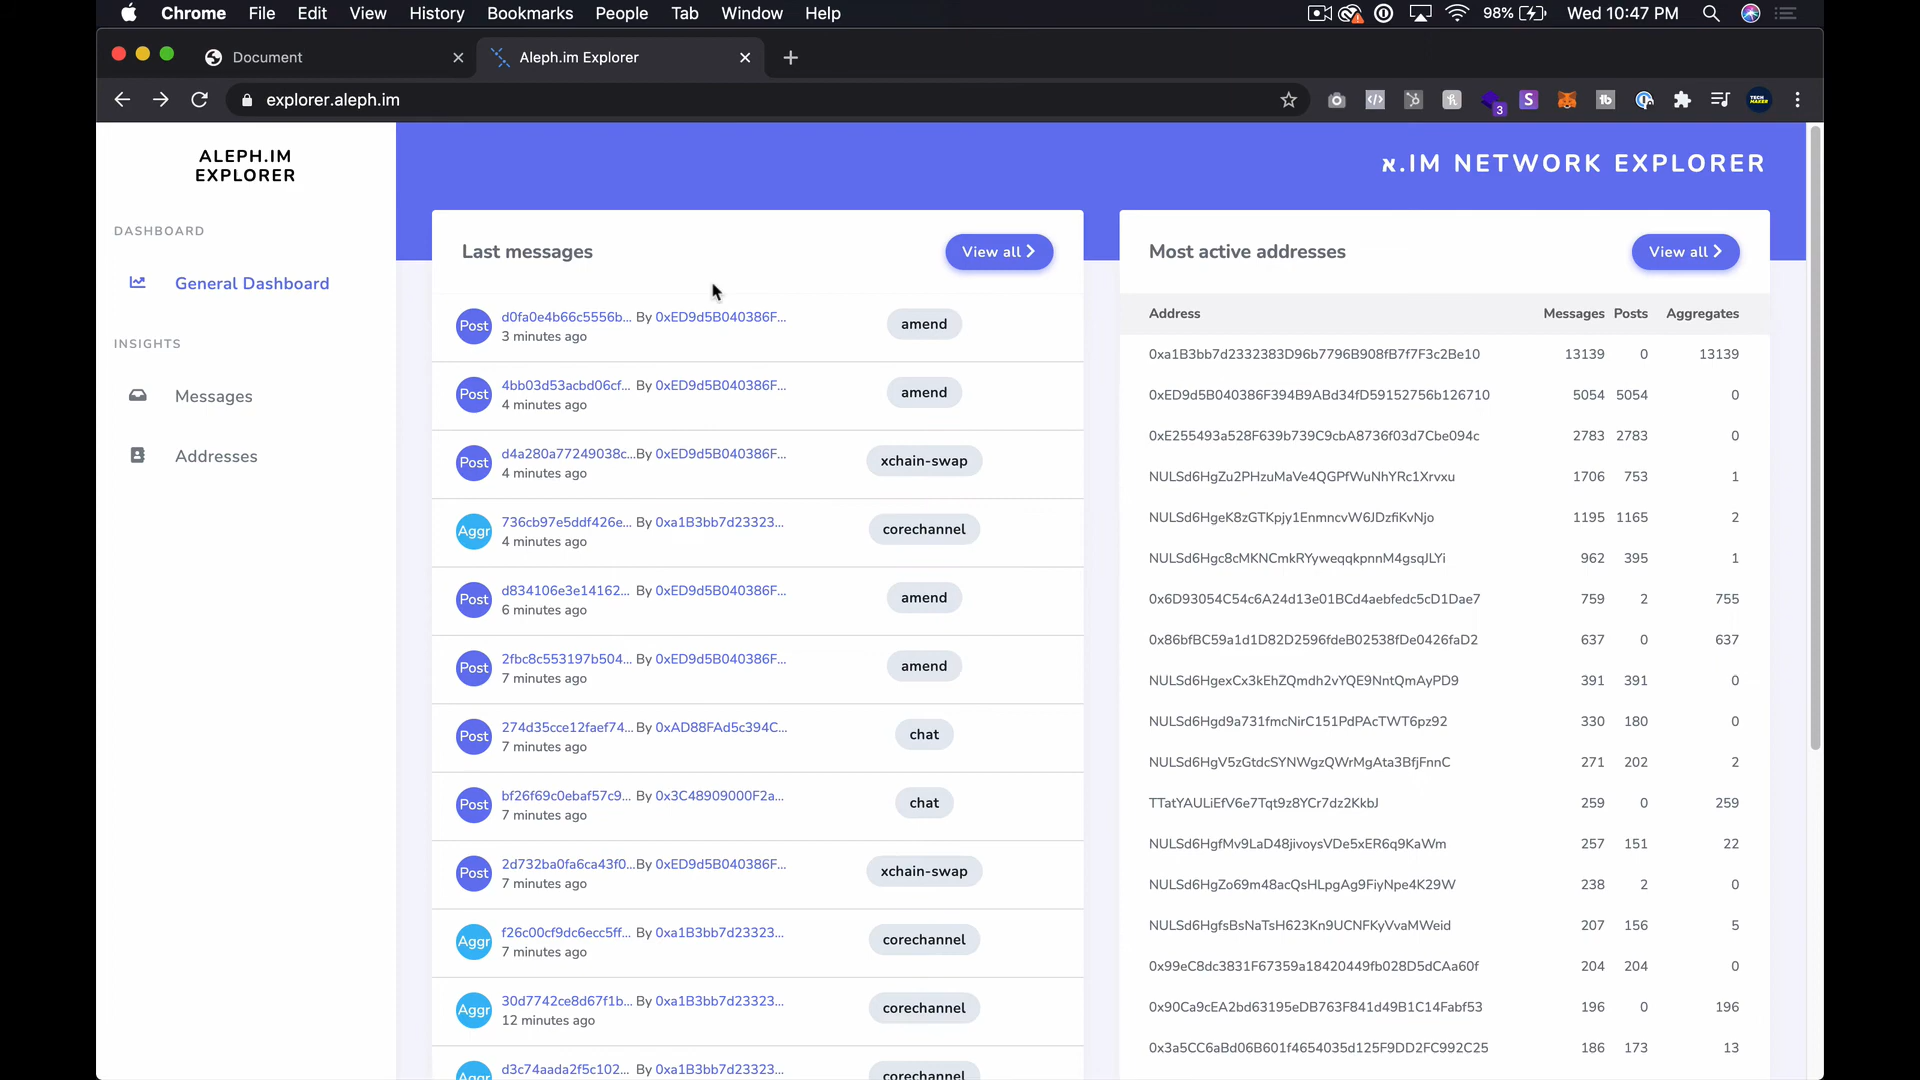 Chrome File Edit View History Bookmarks People Tab Window Help 98% Wed 10:47 PM
Document Aleph.im Explorer
explorer.aleph.im 3
ALEPH.IM
EXPLORER
א.IM NETWORK EXPLORER
DASHBOARD
General Dashboard
INSIGHTS
Messages
Addresses
Last messages View all
Post d0fa0e4b66c5556b... By 0xED9d5B040386F... amend
3 minutes ago
Post 4bb03d53acbd06cf... By 0xED9d5B040386F... amend
4 minutes ago
Post d4a280a77249038c... By 0xED9d5B040386F... xchain-swap
4 minutes ago
Aggr 736cb97e5ddf426e... By 0xa1B3bb7d23323... corechannel
4 minutes ago
Post d834106e3e14162... By 0xED9d5B040386F... amend
6 minutes ago
Post 2fbc8c553197b504... By 0xED9d5B040386F... amend
7 minutes ago
Post 274d35cce12faef74... By 0xAD88FAd5c394C... chat
7 minutes ago
Post bf26f69c0ebaf57c9... By 0x3C48909000F2a... chat
7 minutes ago
Post 2d732ba0fa6ca43f0... By 0xED9d5B040386F... xchain-swap
7 minutes ago
Aggr f26c00cf9dc6ecc5ff... By 0xa1B3bb7d23323... corechannel
7 minutes ago
Aggr 30d7742ce8d67f1b... By 0xa1B3bb7d23323... corechannel
12 minutes ago
Aggr d3c74aada2f5c102... By 0xa1B3bb7d23323... corechannel
Most active addresses View all
Address Messages Posts Aggregates
0xa1B3bb7d2332383D96b7796B908fB7f7F3c2Be10 13139 0 13139
0xED9d5B040386F394B9ABd34fD59152756b126710 5054 5054 0
0xE255493a528F639b739C9cbA8736f03d7Cbe094c 2783 2783 0
NULSd6HgZu2PHzuMaVe4QGPfWuNhYRc1Xrvxu 1706 753 1
NULSd6HgeK8zGTKpjy1EnmncvW6JDzfiKvNjo 1195 1165 2
NULSd6Hgc8cMKNCmkRYyweqqkpnnM4gsqJLYi 962 395 1
0x6D93054C54c6A24d13e01BCd4aebfedc5cD1Dae7 759 2 755
0x86bfBC59a1d1D82D2596fdeB02538fDe0426faD2 637 0 637
NULSd6HgexCx3kEhZQmdh2vYQE9NntQmAyPD9 391 391 0
NULSd6Hgd9a731fmcNirC151PdPAcTWT6pz92 330 180 0
NULSd6HgV5zGtdcSYNWgzQWrMgAta3BfjFnnC 271 202 2
TTatYAULiEfV6e7Tqt9z8YCr7dz2KkbJ 259 0 259
NULSd6HgfMv9LaD48jivoysVDe5xER6q9KaWm 257 151 22
NULSd6HgZo69m48acQsHLpgAg9FiyNpe4K29W 238 2 0
NULSd6HgfsBsNaTsH623Kn9UCNFKyVvaMWeid 207 156 5
0x99eC8dc3831F67359a18420449fb028D5dCAa60f 204 204 0
0x90Ca9cEA2bd63195eDB763F841d49B1C14Fabf53 196 0 196
0x3a5CC6aBd06B601f4654035d125F9DD2FC992C25 186 173 13